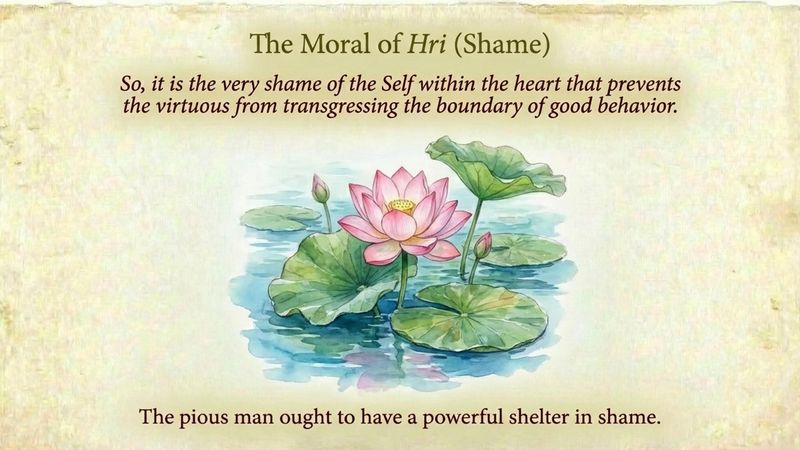 The Moral of Hri (Shame)
So, it is the very shame of the Self within the heart that prevents
the virtuous from transgressing the boundary of good behavior.
The pious man ought to have a powerful shelter in shame.